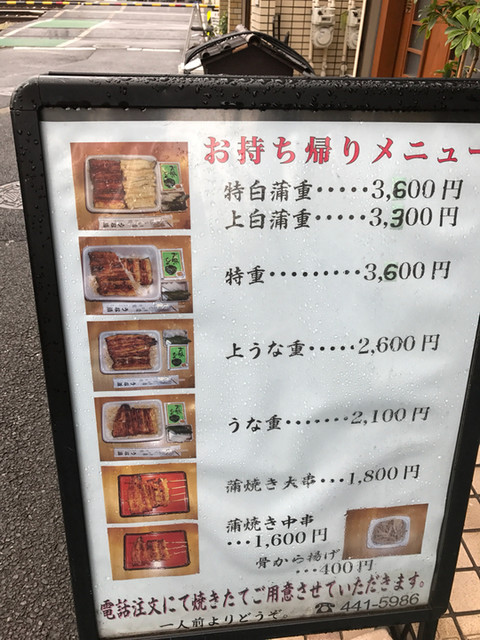 お持ち帰りメニュー
特白蒲重・・・・・3,600円
上白蒲重・・・・・3,300円
特重・・・・・・・・・3,600円
上うな重・・・・・2,600円
うな重・・・・・・・2,100円
蒲焼き大串・・・1,800円
蒲焼き中串
・・・1,600円
骨から揚げ
・・・400円
電話注文にて焼きたてご用意させていただきます。
一人前よりどうぞ。 ☎441-5986